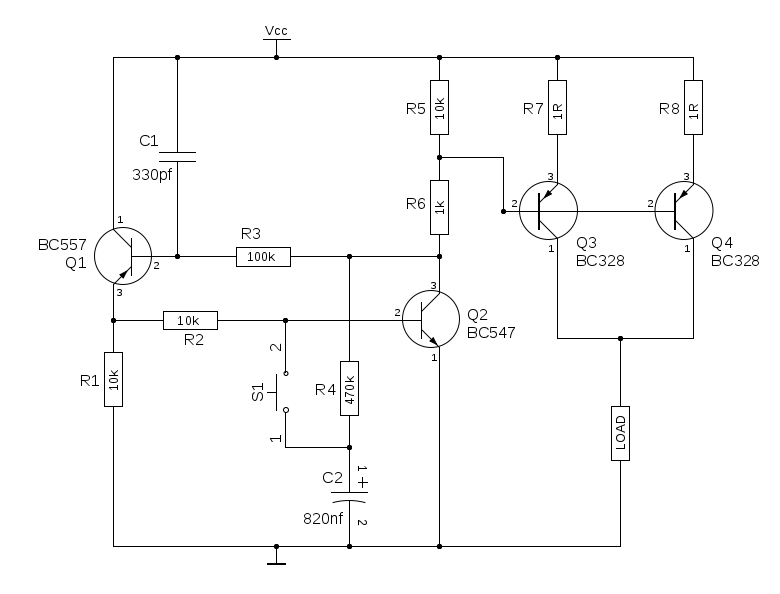 Vcc
C1
330pf
R5
10k
R7
1R
R8
1R
R6
1k
1
BC557
Q1
2
3
R3
100k
3
2
1
Q3
BC328
3
2
1
Q4
BC328
10k
R2
3
2
1
Q2
BC547
R1
10k
2
S1
1
R4
470k
C2
1 +
820nf
2
LOAD